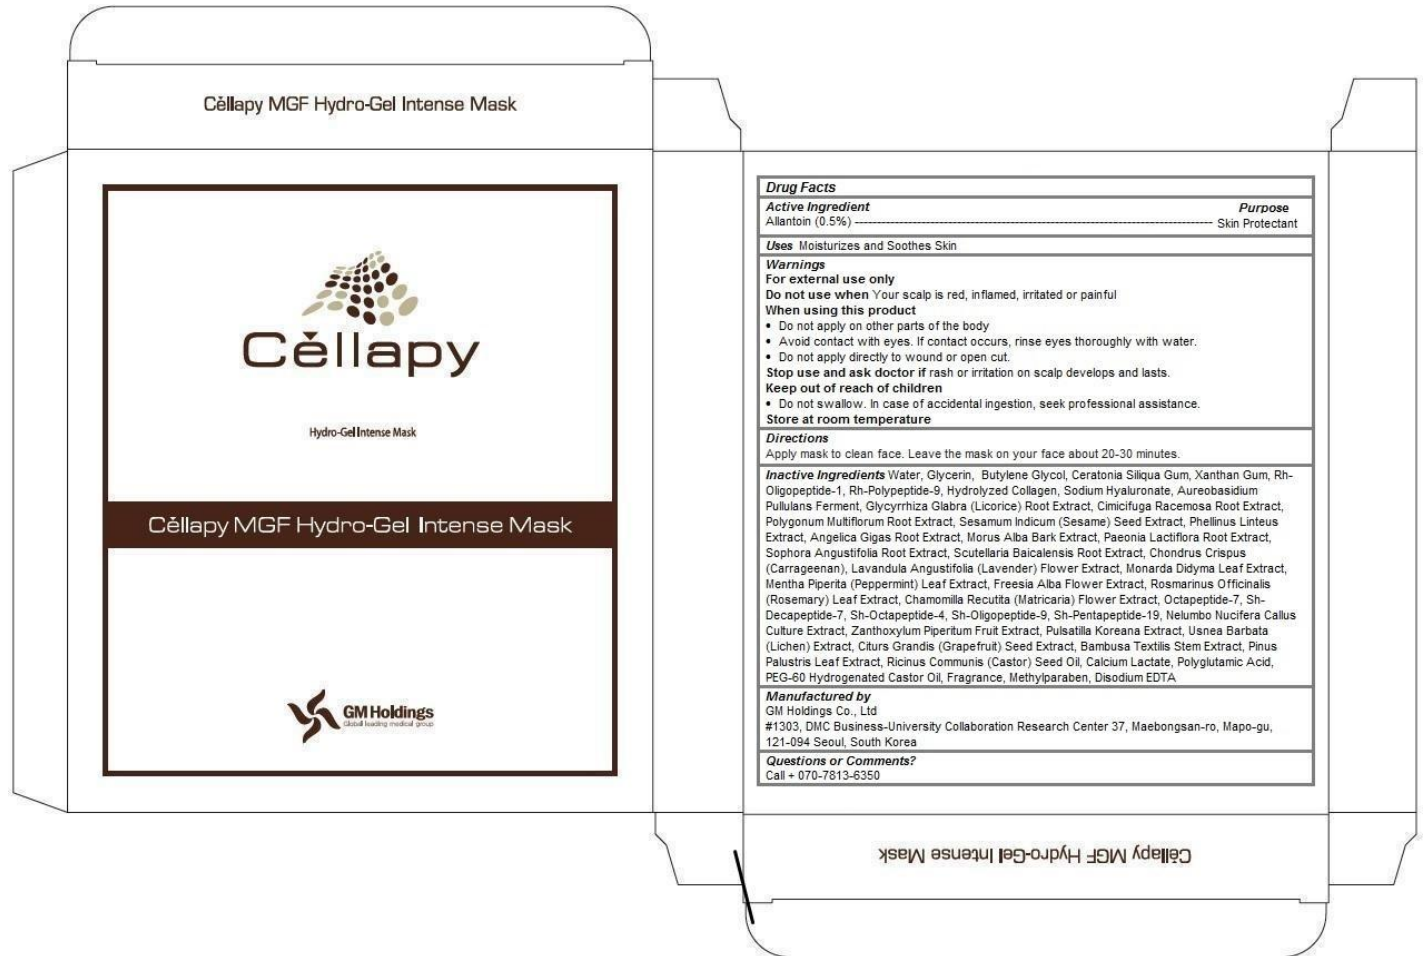 Cěllapy MGF Hydro-Gel Intense Mask
Cěllapy
Hydro-Gel Intense Mask
Cěllapy MGF Hydro-Gel Intense Mask
GM Holdings
Global leading medical group
Drug Facts
Active Ingredient Purpose
Allantoin (0.5%) ------------------------------------------------------------------------------------ Skin Protectant
Uses Moisturizes and Soothes Skin
Warnings
For external use only
Do not use when Your scalp is red, inflamed, irritated or painful
When using this product
• Do not apply on other parts of the body
• Avoid contact with eyes. If contact occurs, rinse eyes thoroughly with water.
• Do not apply directly to wound or open cut.
Stop use and ask doctor if rash or irritation on scalp develops and lasts.
Keep out of reach of children
• Do not swallow. In case of accidental ingestion, seek professional assistance.
Store at room temperature
Directions
Apply mask to clean face. Leave the mask on your face about 20-30 minutes.
Inactive Ingredients Water, Glycerin, Butylene Glycol, Ceratonia Siliqua Gum, Xanthan Gum, Rh-
Oligopeptide-1, Rh-Polypeptide-9, Hydrolyzed Collagen, Sodium Hyaluronate, Aureobasidium
Pullulans Ferment, Glycyrrhiza Glabra (Licorice) Root Extract, Cimicifuga Racemosa Root Extract,
Polygonum Multiflorum Root Extract, Sesamum Indicum (Sesame) Seed Extract, Phellinus Linteus
Extract, Angelica Gigas Root Extract, Morus Alba Bark Extract, Paeonia Lactiflora Root Extract,
Sophora Angustifolia Root Extract, Scutellaria Baicalensis Root Extract, Chondrus Crispus
(Carrageenan), Lavandula Angustifolia (Lavender) Flower Extract, Monarda Didyma Leaf Extract,
Mentha Piperita (Peppermint) Leaf Extract, Freesia Alba Flower Extract, Rosmarinus Officinalis
(Rosemary) Leaf Extract, Chamomilla Recutita (Matricaria) Flower Extract, Octapeptide-7, Sh-
Decapeptide-7, Sh-Octapeptide-4, Sh-Oligopeptide-9, Sh-Pentapeptide-19, Nelumbo Nucifera Callus
Culture Extract, Zanthoxylum Piperitum Fruit Extract, Pulsatilla Koreana Extract, Usnea Barbata
(Lichen) Extract, Citurs Grandis (Grapefruit) Seed Extract, Bambusa Textilis Stem Extract, Pinus
Palustris Leaf Extract, Ricinus Communis (Castor) Seed Oil, Calcium Lactate, Polyglutamic Acid,
PEG-60 Hydrogenated Castor Oil, Fragrance, Methylparaben, Disodium EDTA
Manufactured by
GM Holdings Co., Ltd
#1303, DMC Business-University Collaboration Research Center 37, Maebongsan-ro, Mapo-gu,
121-094 Seoul, South Korea
Questions or Comments?
Call + 070-7813-6350
Cěllapy MGF Hydro-Gel Intense Mask